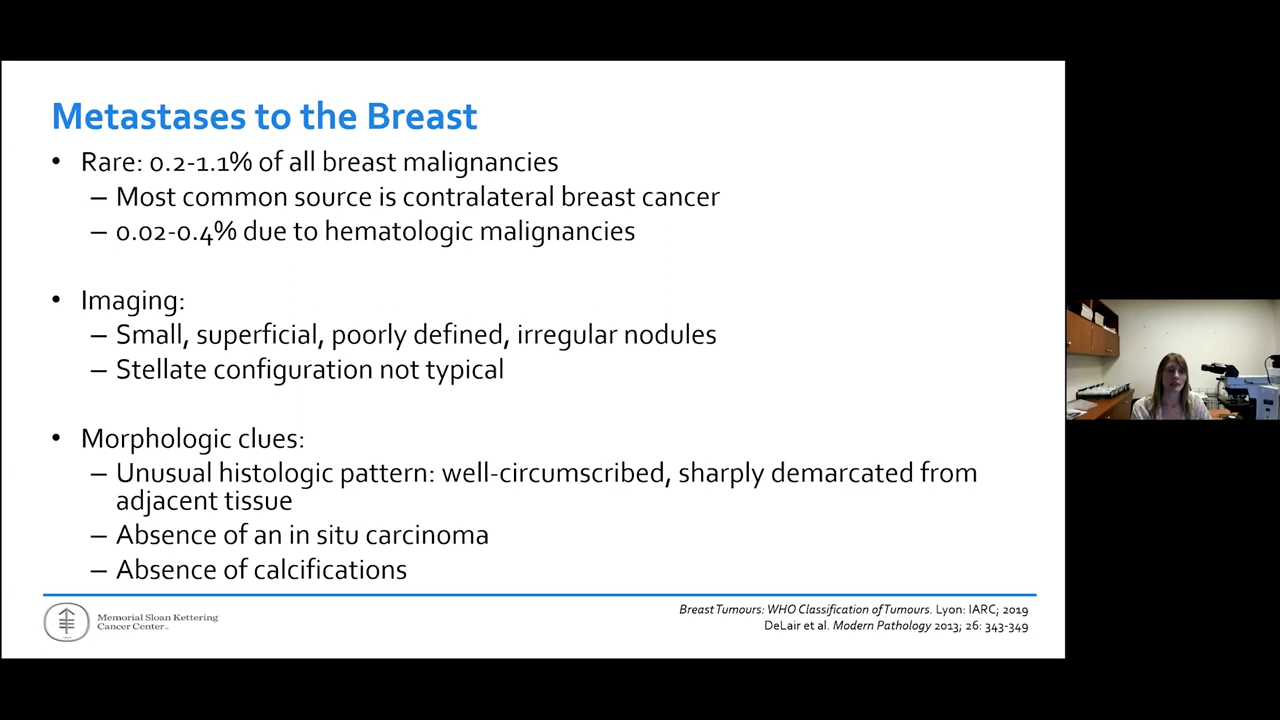 Metastases to the Breast
• Rare: 0.2-1.1% of all breast malignancies
– Most common source is contralateral breast cancer
– 0.02-0.4% due to hematologic malignancies
• Imaging:
– Small, superficial, poorly defined, irregular nodules
– Stellate configuration not typical
• Morphologic clues:
– Unusual histologic pattern: well-circumscribed, sharply demarcated from
adjacent tissue
– Absence of an in situ carcinoma
– Absence of calcifications
Memorial Sloan Kettering
Cancer Center
Breast Tumours: WHO Classification of Tumours. Lyon: IARC; 2019
DeLair et al. Modern Pathology 2013; 26: 343-349